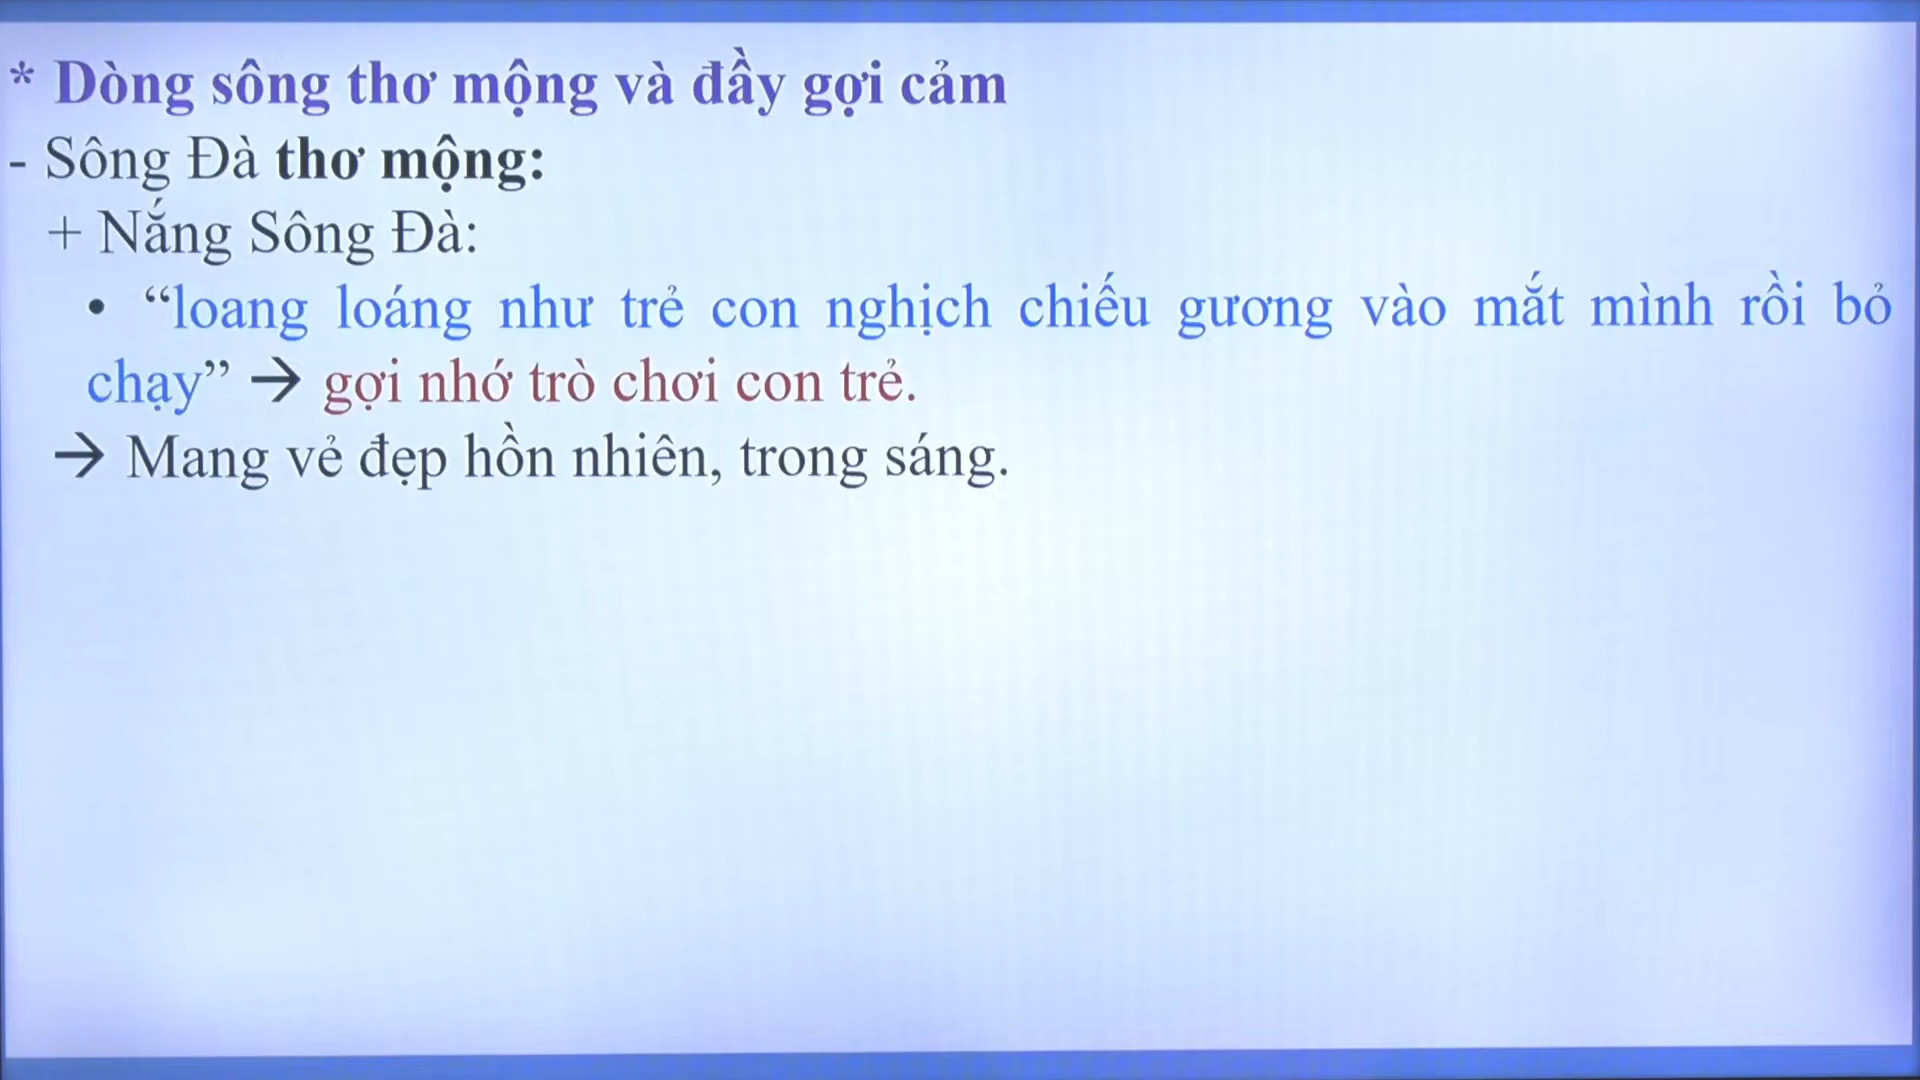 * Dòng sông thơ mộng và đầy gợi cảm
- Sông Đà thơ mộng:
+ Nắng Sông Đà:
• “loang loáng như trẻ con nghịch chiếu gương vào mắt mình rồi bỏ
chạy” → gợi nhớ trò chơi con trẻ.
→ Mang vẻ đẹp hồn nhiên, trong sáng.